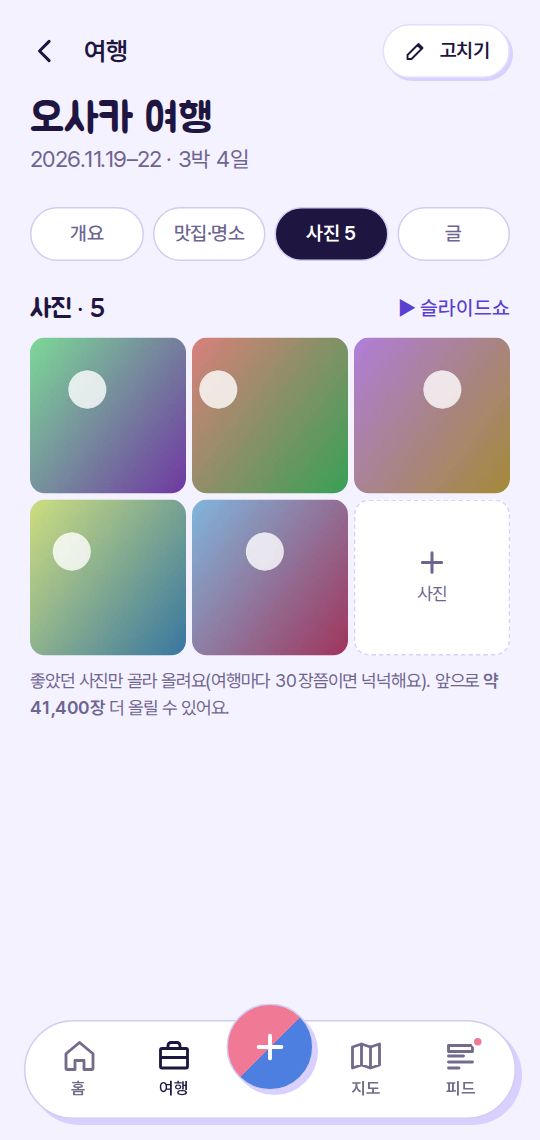 여행
고치기
오사카 여행
2026.11.19–22 · 3박 4일
개요
맛집·명소
사진 5
글
사진 · 5
▶ 슬라이드쇼
사진
좋았던 사진만 골라 올려요(여행마다 30장쯤이면 넉넉해요). 앞으로 약
41,400장 더 올릴 수 있어요.
홈
여행
지도
피드